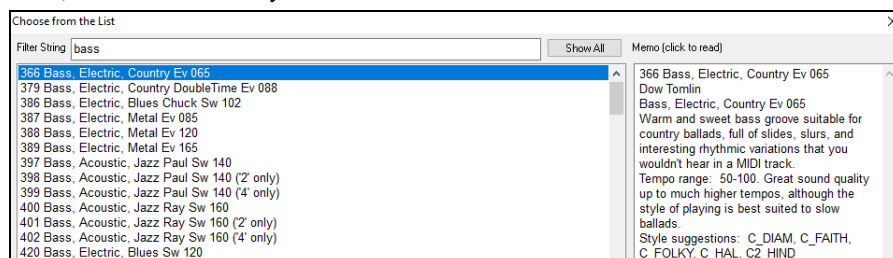 Choose from the List
Filter String bass Show All Memo (click to read)
366 Bass, Electric, Country Ev 065
379 Bass, Electric, Country DoubleTime Ev 088
386 Bass, Electric, Blues Chuck Sw 102
387 Bass, Electric, Metal Ev 085
388 Bass, Electric, Metal Ev 120
389 Bass, Electric, Metal Ev 165
397 Bass, Acoustic, Jazz Paul Sw 140
398 Bass, Acoustic, Jazz Paul Sw 140 ('2' only)
399 Bass, Acoustic, Jazz Paul Sw 140 ('4' only)
400 Bass, Acoustic, Jazz Ray Sw 160
401 Bass, Acoustic, Jazz Ray Sw 160 ('2' only)
402 Bass, Acoustic, Jazz Ray Sw 160 ('4' only)
420 Bass, Electric, Blues Sw 120
366 Bass, Electric, Country Ev 065
Dow Tomlin
Bass, Electric, Country Ev 065
Warm and sweet bass groove suitable for
country ballads, full of slides, slurs, and
interesting rhythmic variations that you
wouldn't hear in a MIDI track.
Tempo range: 50-100. Great sound quality
up to much higher tempos, although the
style of playing is best suited to slow
ballads.
Style suggestions: C_DIAM, C_FAITH,
C_FOLKY, C_HAL, C2_HIND